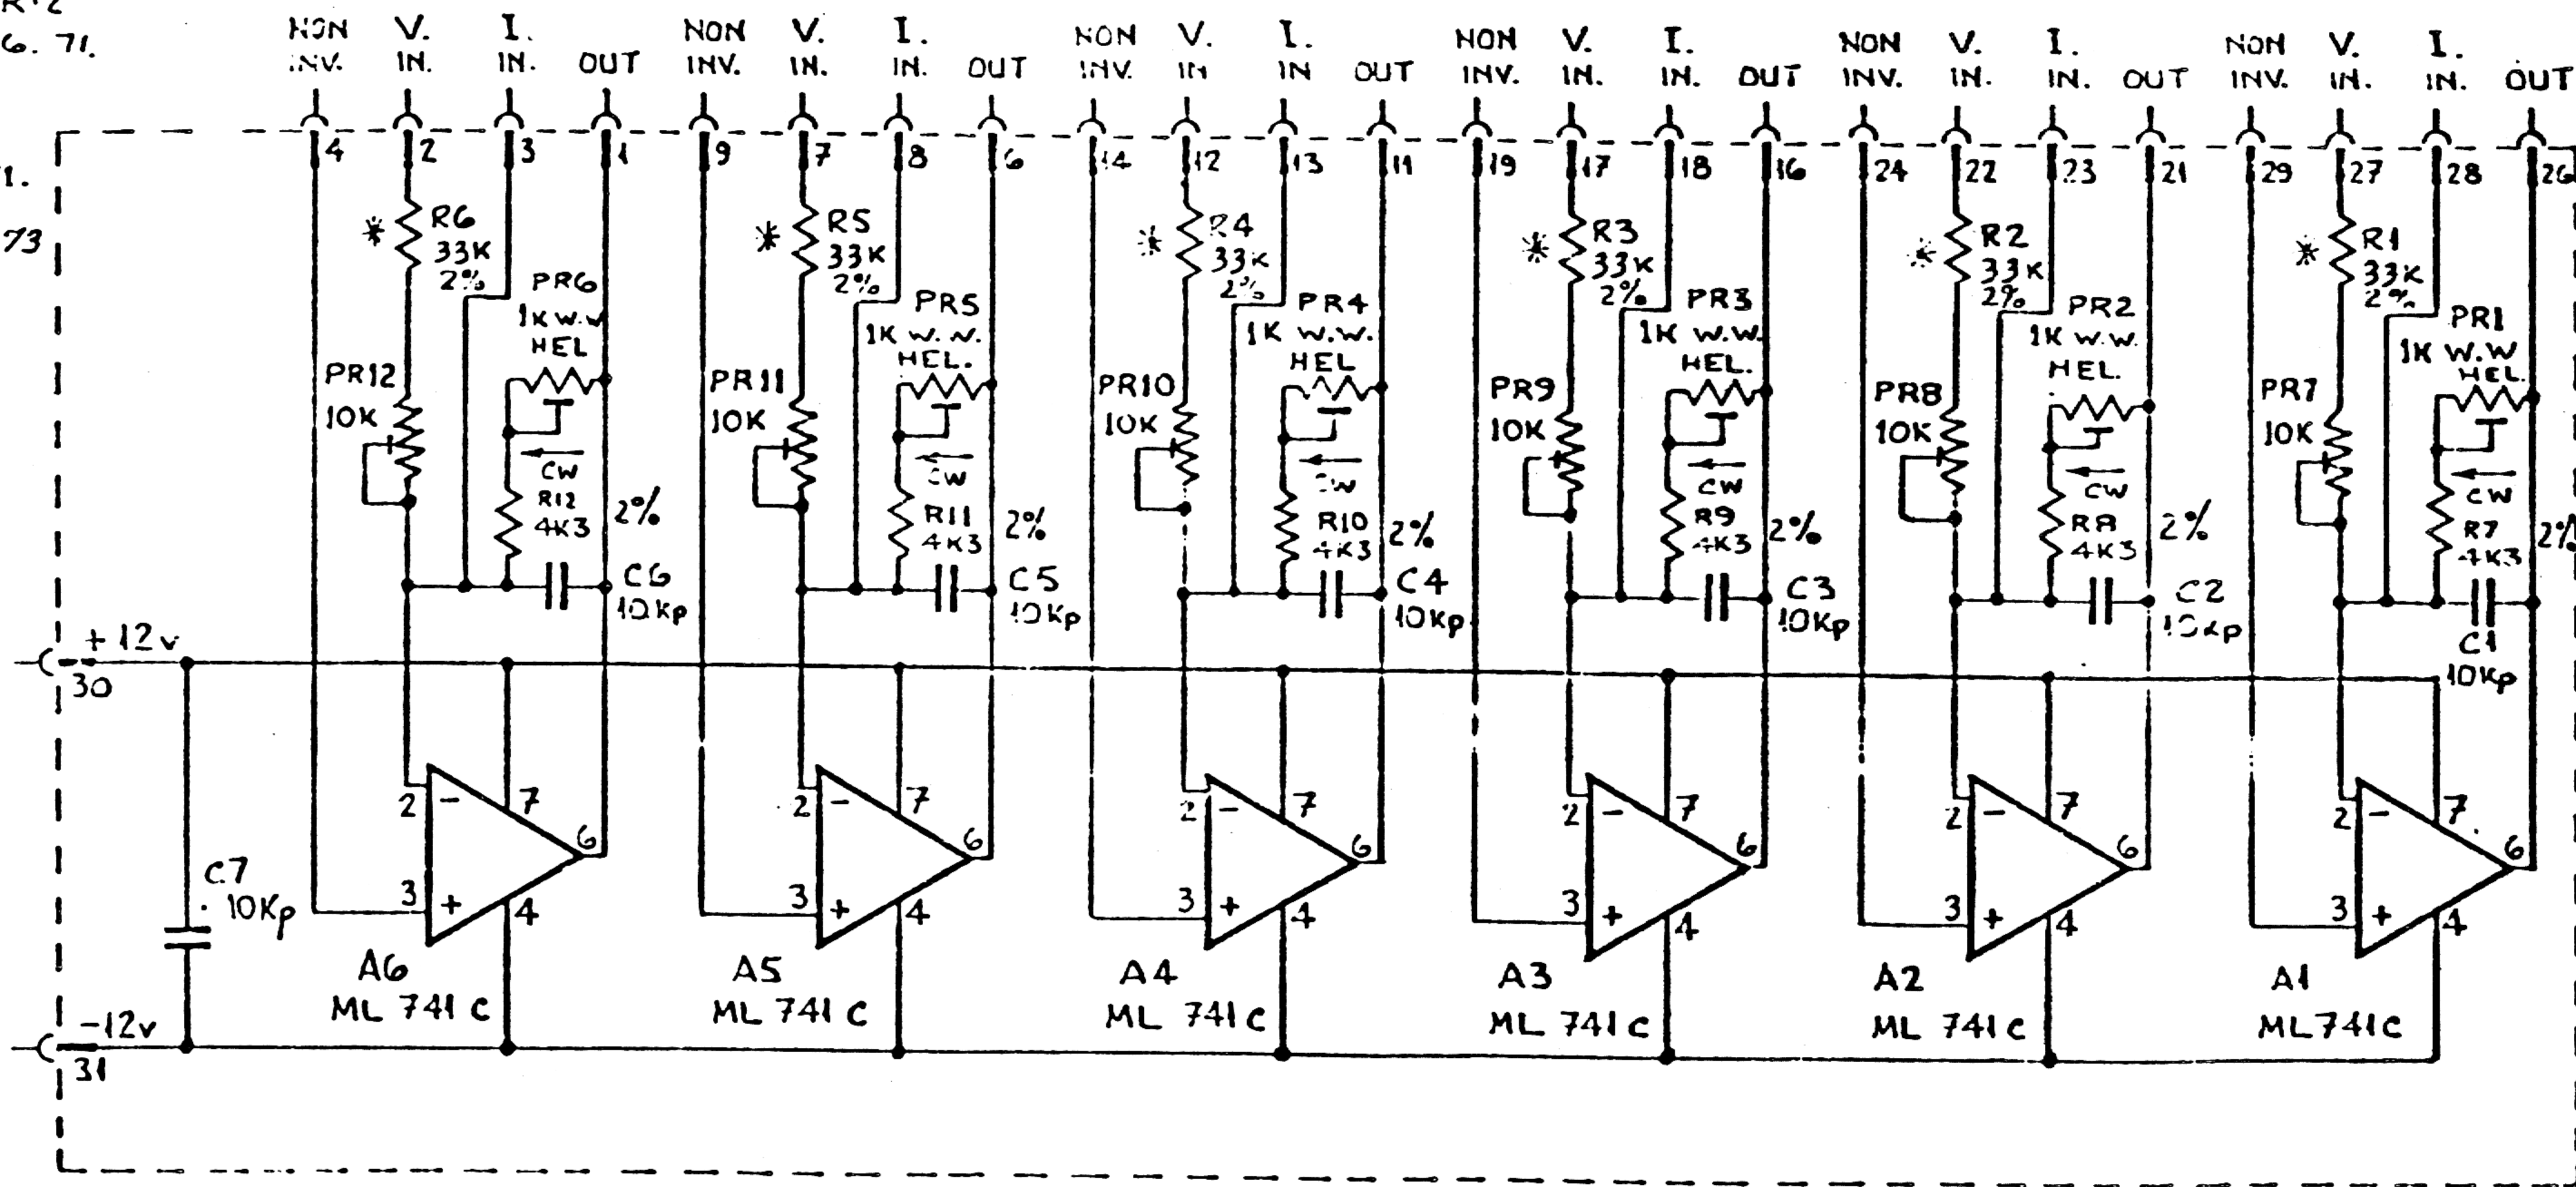 6. 71.
73
NON INV. V. IN. I. IN. OUT
NON INV. V. IN. I. IN. OUT
NON INV. V. IN I. IN OUT
NON INV. V. IN. I. IN. OUT
NON INV. V. IN. I. IN. OUT
NON INV. V. IN. I. IN. OUT
4 2 3 1 9 7 8 6 14 12 13 11 19 17 18 16 24 22 23 21 29 27 28 26
* R6 33K 2%
* R5 33K 2%
* R4 33K 2%
* R3 33K 2%
* R2 33K 2%
* R1 33K 2%
PR6 1K W.W HEL
PR5 1K W.W. HEL.
PR4 1K W.W. HEL
PR3 1K W.W. HEL.
PR2 1K W.W. HEL.
PR1 1K W.W HEL.
PR12 10K
PR11 10K
PR10 10K
PR9 10K
PR8 10K
PR7 10K
CW R12 4K3 2%
CW R11 4K3 2%
CW R10 4K3 2%
CW R9 4K3 2%
CW R8 4K3 2%
CW R7 4K3 2%
C6 10Kp
C5 10Kp
C4 10Kp
C3 10Kp
C2 10Kp
C1 10Kp
+12v
30
2 - 7 6 3 + 4
2 - 7 6 3 + 4
2 - 7 6 3 + 4
2 - 7 6 3 + 4
2 - 7 6 3 + 4
2 - 7 6 3 + 4
C7
10Kp
A6 A5 A4 A3 A2 A1
ML 741 C ML 741 C ML 741 C ML 741 C ML 741 C ML741C
-12v
31